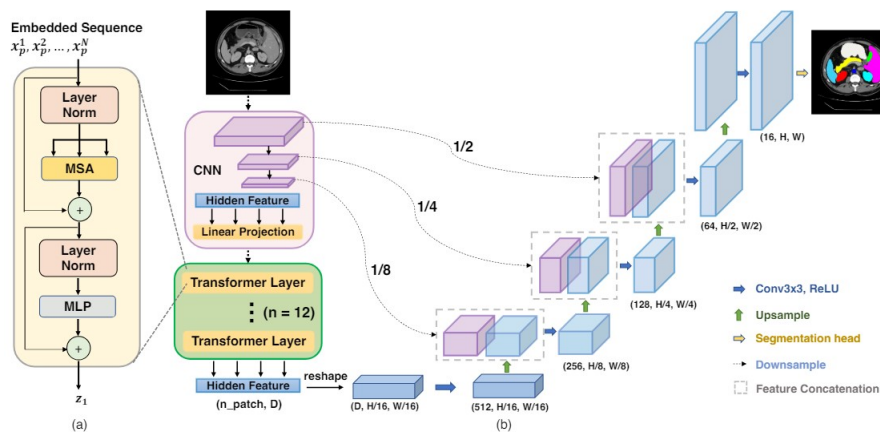 Embedded Sequence
x_p^1, x_p^2, ..., x_p^N
Layer
Norm
MSA
+
Layer
Norm
MLP
+
z_1
(a)
CNN
Hidden Feature
Linear Projection
Transformer Layer
(n = 12)
Transformer Layer
Hidden Feature
(n_patch, D)
reshape
(D, H/16, W/16)
(512, H/16, W/16)
(b)
1/2
1/4
1/8
(256, H/8, W/8)
(128, H/4, W/4)
(64, H/2, W/2)
(16, H, W)
Conv3x3, ReLU
Upsample
Segmentation head
Downsample
Feature Concatenation